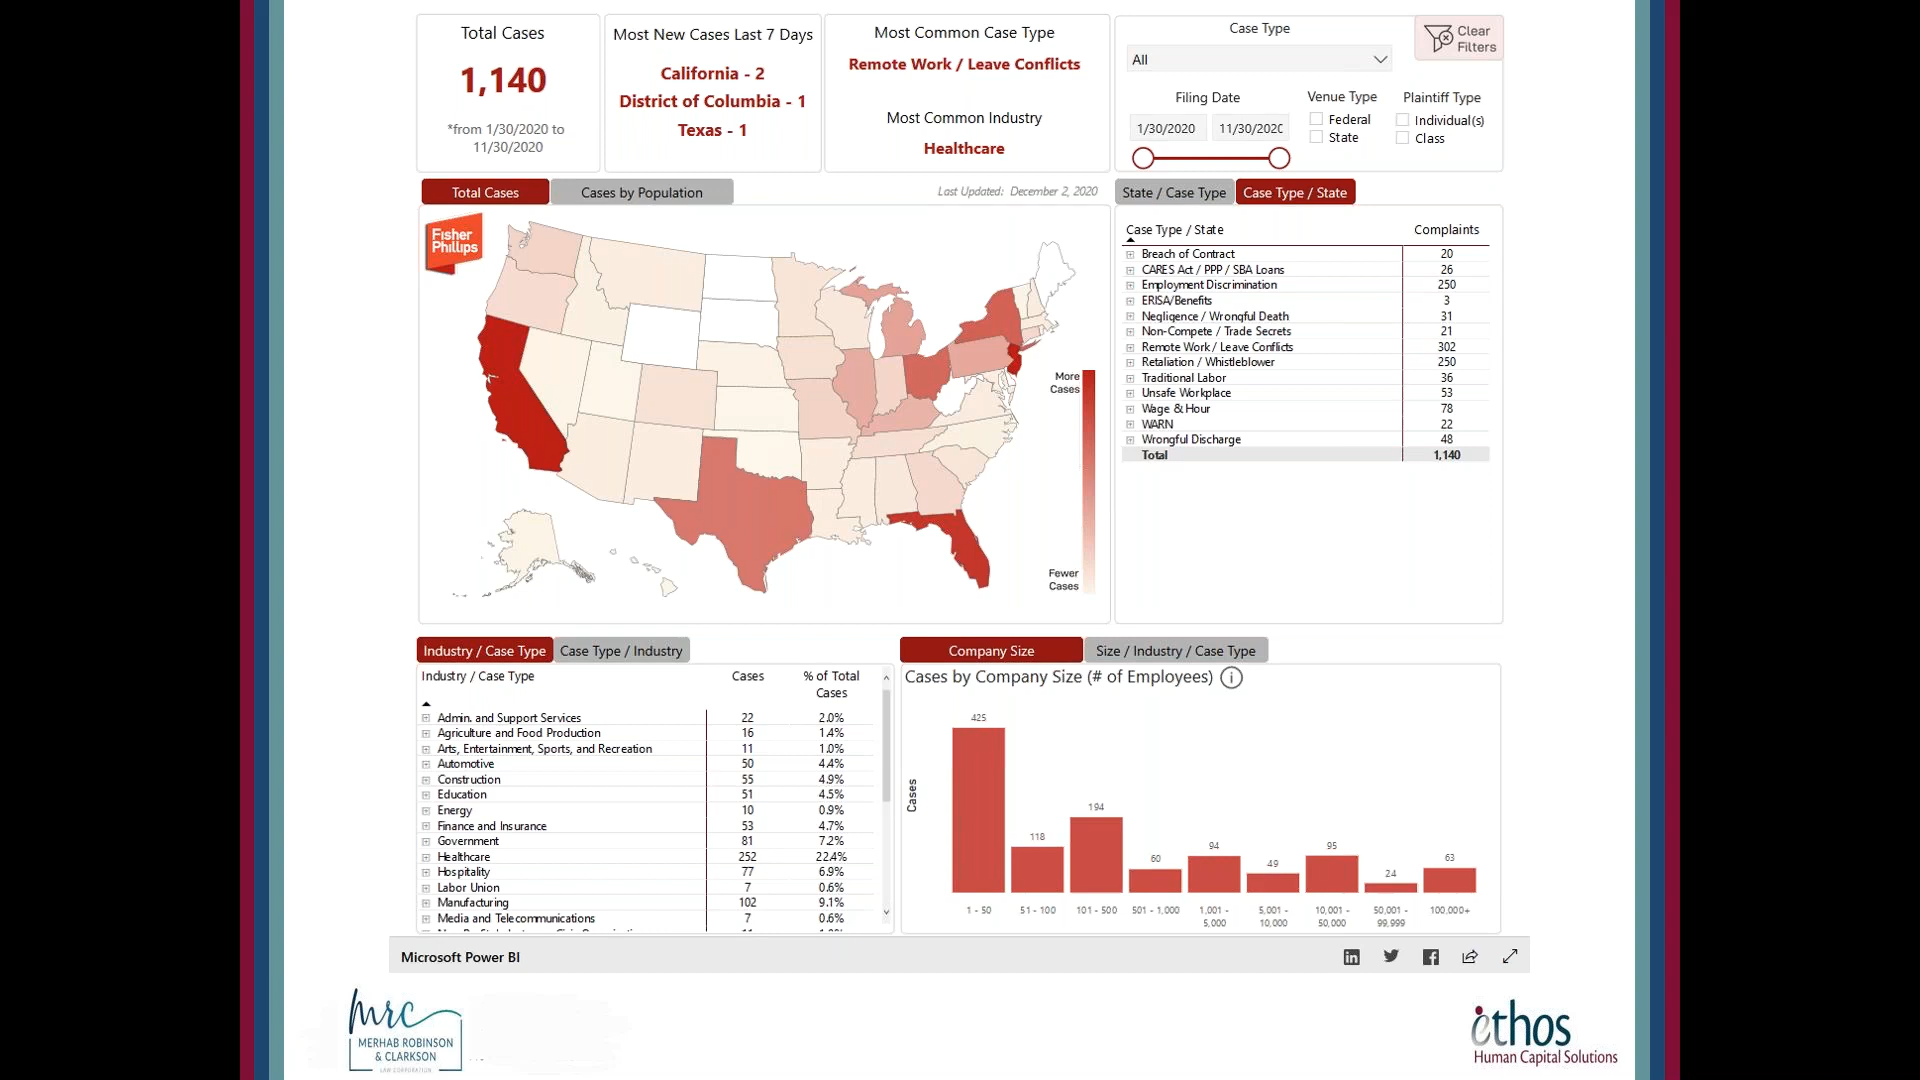 Total Cases
1,140
*from 1/30/2020 to
11/30/2020
Most New Cases Last 7 Days
California - 2
District of Columbia - 1
Texas - 1
Most Common Case Type
Remote Work / Leave Conflicts
Most Common Industry
Healthcare
Case Type
All
Clear
Filters
Filing Date
1/30/2020
11/30/202
Venue Type
Federal
State
Plaintiff Type
Individual(s)
Class
Total Cases
Cases by Population
Last Updated: December 2, 2020
Fisher
Phillips
More
Cases
Fewer
Cases
State / Case Type
Case Type / State
Case Type / State Complaints
Breach of Contract 20
CARES Act / PPP / SBA Loans 26
Employment Discrimination 250
ERISA/Benefits 3
Negligence / Wrongful Death 31
Non-Compete / Trade Secrets 21
Remote Work / Leave Conflicts 302
Retaliation / Whistleblower 250
Traditional Labor 36
Unsafe Workplace 53
Wage & Hour 78
WARN 22
Wrongful Discharge 48
Total 1,140
Industry / Case Type
Case Type / Industry
Industry / Case Type Cases % of Total
Cases
Admin. and Support Services 22 2.0%
Agriculture and Food Production 16 1.4%
Arts, Entertainment, Sports, and Recreation 11 1.0%
Automotive 50 4.4%
Construction 55 4.9%
Education 51 4.5%
Energy 10 0.9%
Finance and Insurance 53 4.7%
Government 81 7.2%
Healthcare 252 22.4%
Hospitality 77 6.9%
Labor Union 7 0.6%
Manufacturing 102 9.1%
Media and Telecommunications 7 0.6%
Company Size
Size / Industry / Case Type
Cases by Company Size (# of Employees)
Cases
425
118
194
60
94
49
95
24
63
1 - 50
51 - 100
101 - 500
501 - 1,000
1,001 -
5,000
5,001 -
10,000
10,001 -
50,000
50,001 -
99,999
100,000+
Microsoft Power BI
mrc
MERHAB ROBINSON
& CLARKSON
LAW CORPORATION
ethos
Human Capital Solutions